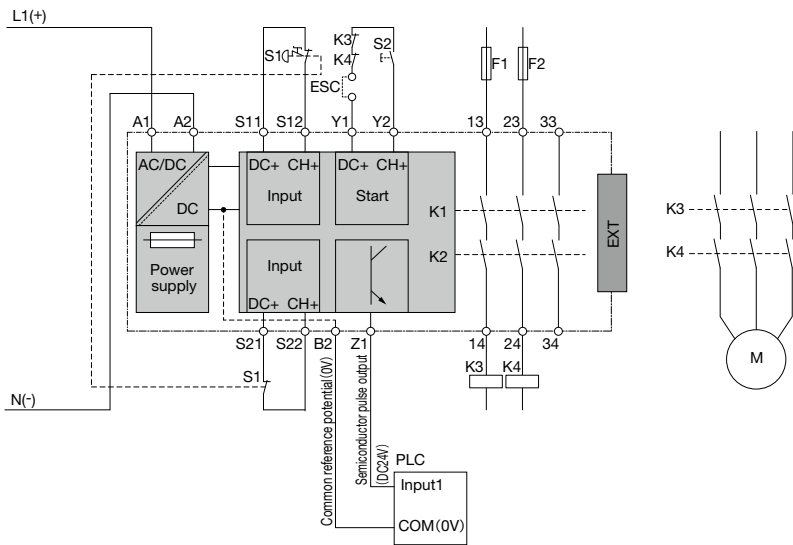 L1(+)
S1
K3
K4
S2
ESC
F1
F2
A1
A2
S11
S12
Y1
Y2
13
23
33
AC/DC
DC
DC+ CH+
Input
DC+ CH+
Start
K1
K2
EXT
K3
K4
Power
supply
Input
DC+ CH+
S21
S22
B2
Z1
14
24
34
S1
K3
K4
M
N(-)
Common reference potential(0V)
Semiconductor pulse output
(DC24V)
PLC
Input1
COM(0V)